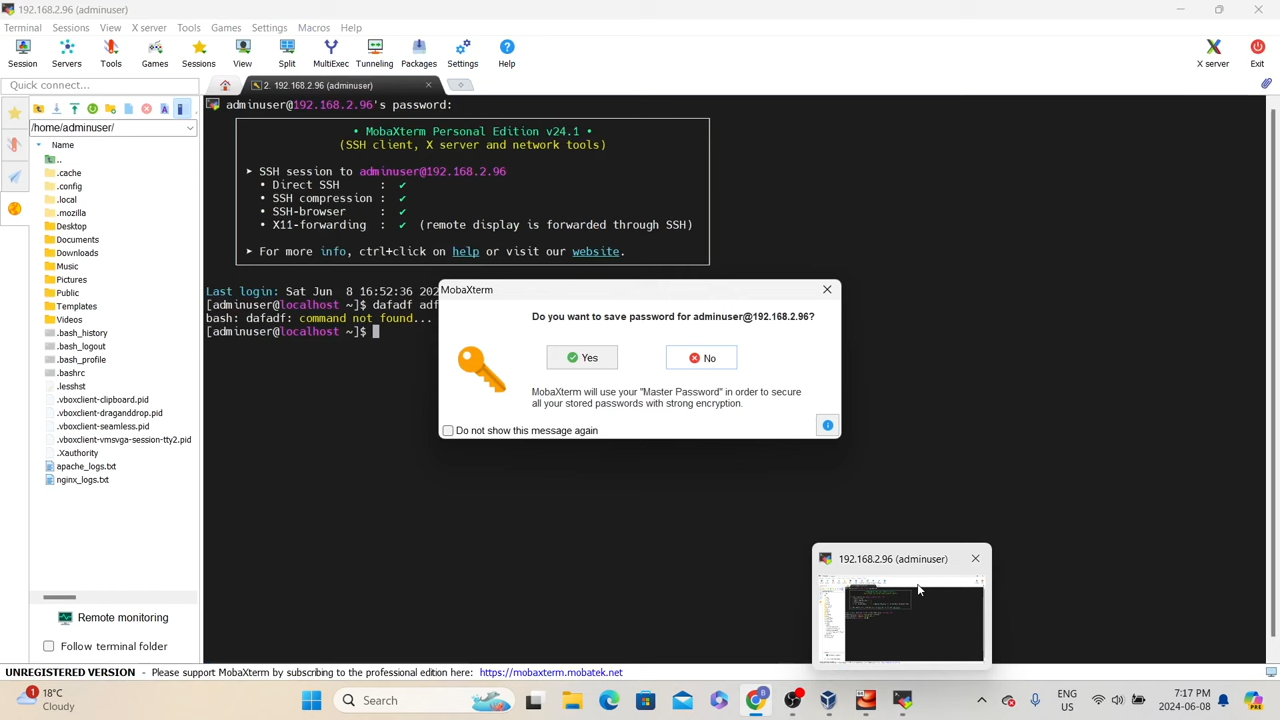 192.168.2.96 (adminuser)
Terminal Sessions View X server Tools Games Settings Macros Help
Session Servers Tools Games Sessions View Split MultiExec Tunneling Packages Settings Help X server Exit
Quick connect...
2. 192.168.2.96 (adminuser)
/home/adminuser/
Name
..
.cache
.config
.local
.mozilla
Desktop
Documents
Downloads
Music
Pictures
Public
Templates
Videos
.bash_history
.bash_logout
.bash_profile
.bashrc
.lesshst
.vboxclient-clipboard.pid
.vboxclient-draganddrop.pid
.vboxclient-seamless.pid
.vboxclient-vmsvga-session-tty2.pid
.Xauthority
apache_logs.txt
nginx_logs.txt
Remote monitoring
Follow terminal folder
adminuser@192.168.2.96's password:
• MobaXterm Personal Edition v24.1 •
(SSH client, X server and network tools)
► SSH session to adminuser@192.168.2.96
• Direct SSH : ✔
• SSH compression : ✔
• SSH-browser : ✔
• X11-forwarding : ✔ (remote display is forwarded through SSH)
► For more info, ctrl+click on help or visit our website.
Last login: Sat Jun 8 16:52:36 202
[adminuser@localhost ~]$ dafadf adf
bash: dafadf: command not found...
[adminuser@localhost ~]$
MobaXterm
Do you want to save password for adminuser@192.168.2.96?
Yes No
MobaXterm will use your "Master Password" in order to secure
all your stored passwords with strong encryption.
Do not show this message again
192.168.2.96 (adminuser)
UNREGISTERED VERSION - Please support MobaXterm by subscribing to the professional edition here: https://mobaxterm.mobatek.net
1
18°C
Cloudy
Search
8
ENG
US
7:17 PM
2024-06-08
PRE